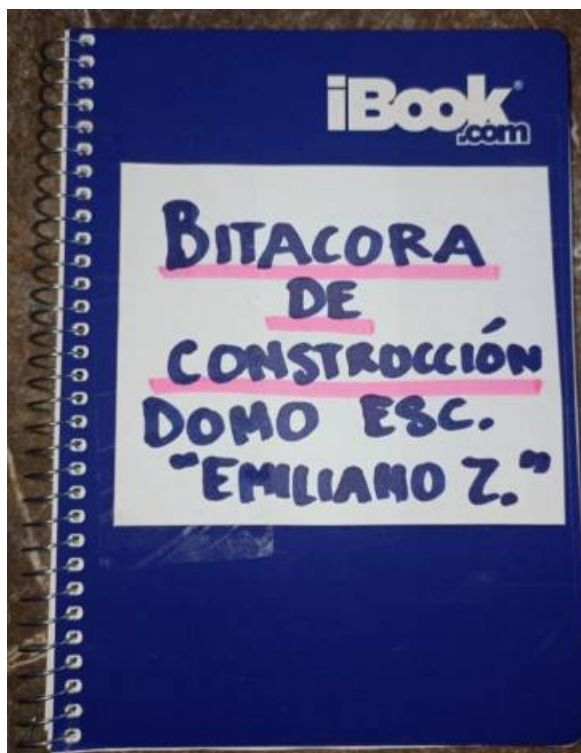 iBook
.com
BITACORA
DE
CONSTRUCCIÓN
DOMO ESC.
"EMILIANO Z."